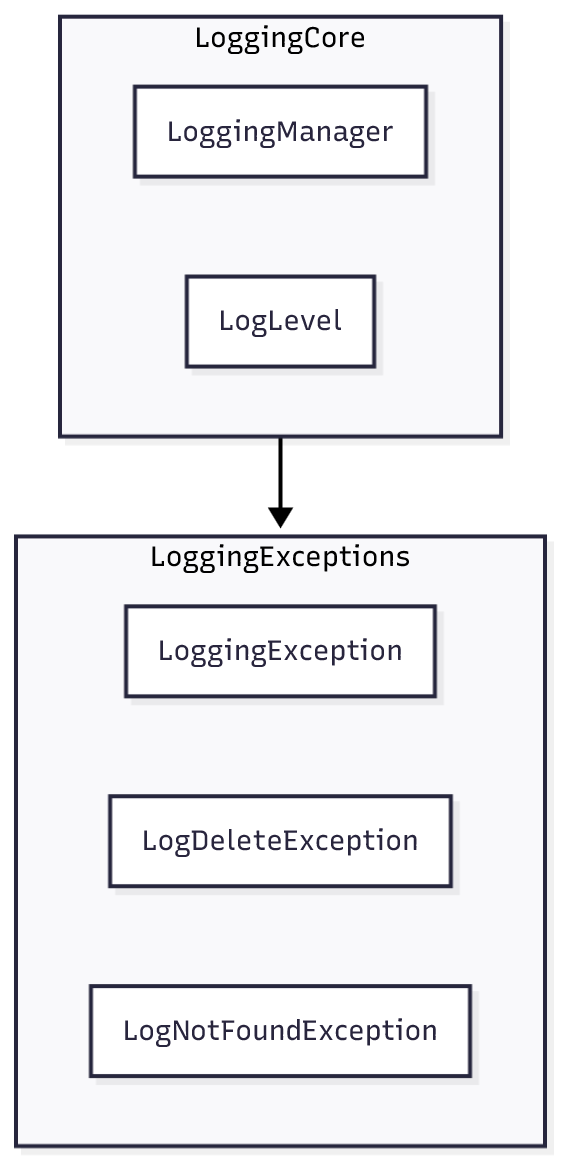 LoggingCore
LoggingManager
LogLevel
LoggingExceptions
LoggingException
LogDeleteException
LogNotFoundException